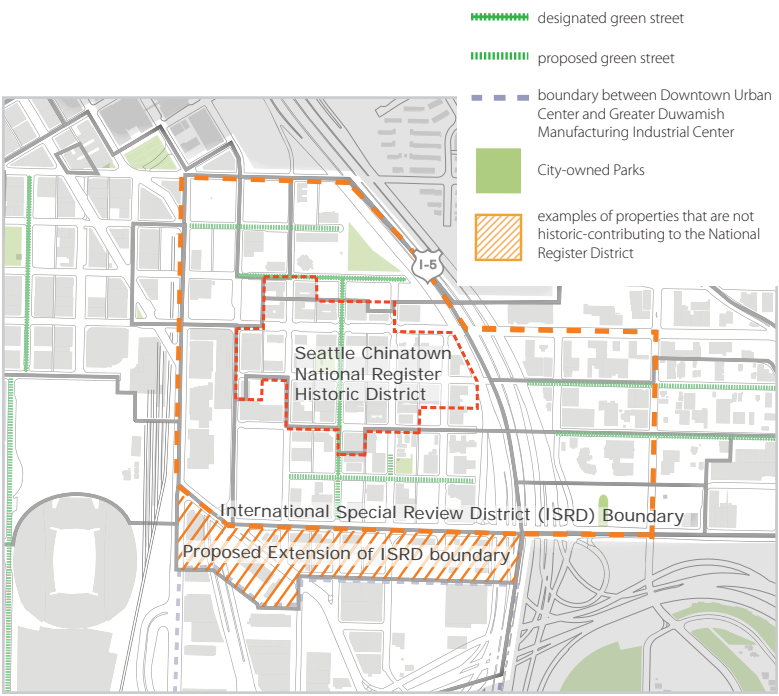 designated green street
proposed green street
boundary between Downtown Urban
Center and Greater Duwamish
Manufacturing Industrial Center
City-owned Parks
examples of properties that are not
historic-contributing to the National
Register District
I-5
Seattle Chinatown
National Register
Historic District
International Special Review District (ISRD) Boundary
Proposed Extension of ISRD boundary